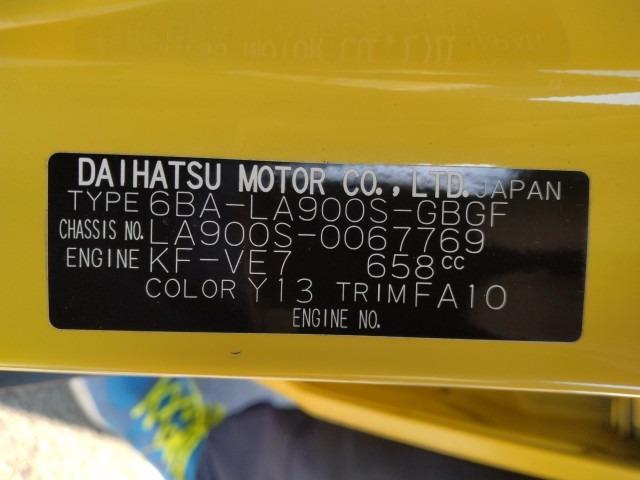 DAIHATSU MOTOR CO.,LTD. JAPAN
TYPE 6BA-LA900S-GBGF
CHASSIS NO. LA900S-0067769
ENGINE KF-VE7 658cc
COLOR Y13 TRIM FA10
ENGINE NO.